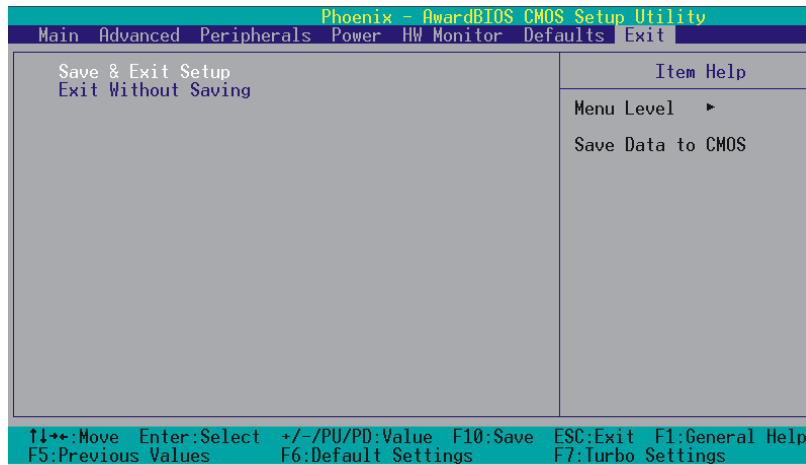 Phoenix - AwardBIOS CMOS Setup Utility
Main Advanced Peripherals Power HW Monitor Defaults Exit
Save & Exit Setup
Exit Without Saving
Item Help
Menu Level ►
Save Data to CMOS
↑↓→←:Move Enter:Select +/-/PU/PD:Value F10:Save ESC:Exit F1:General Help
F5:Previous Values F6:Default Settings F7:Turbo Settings